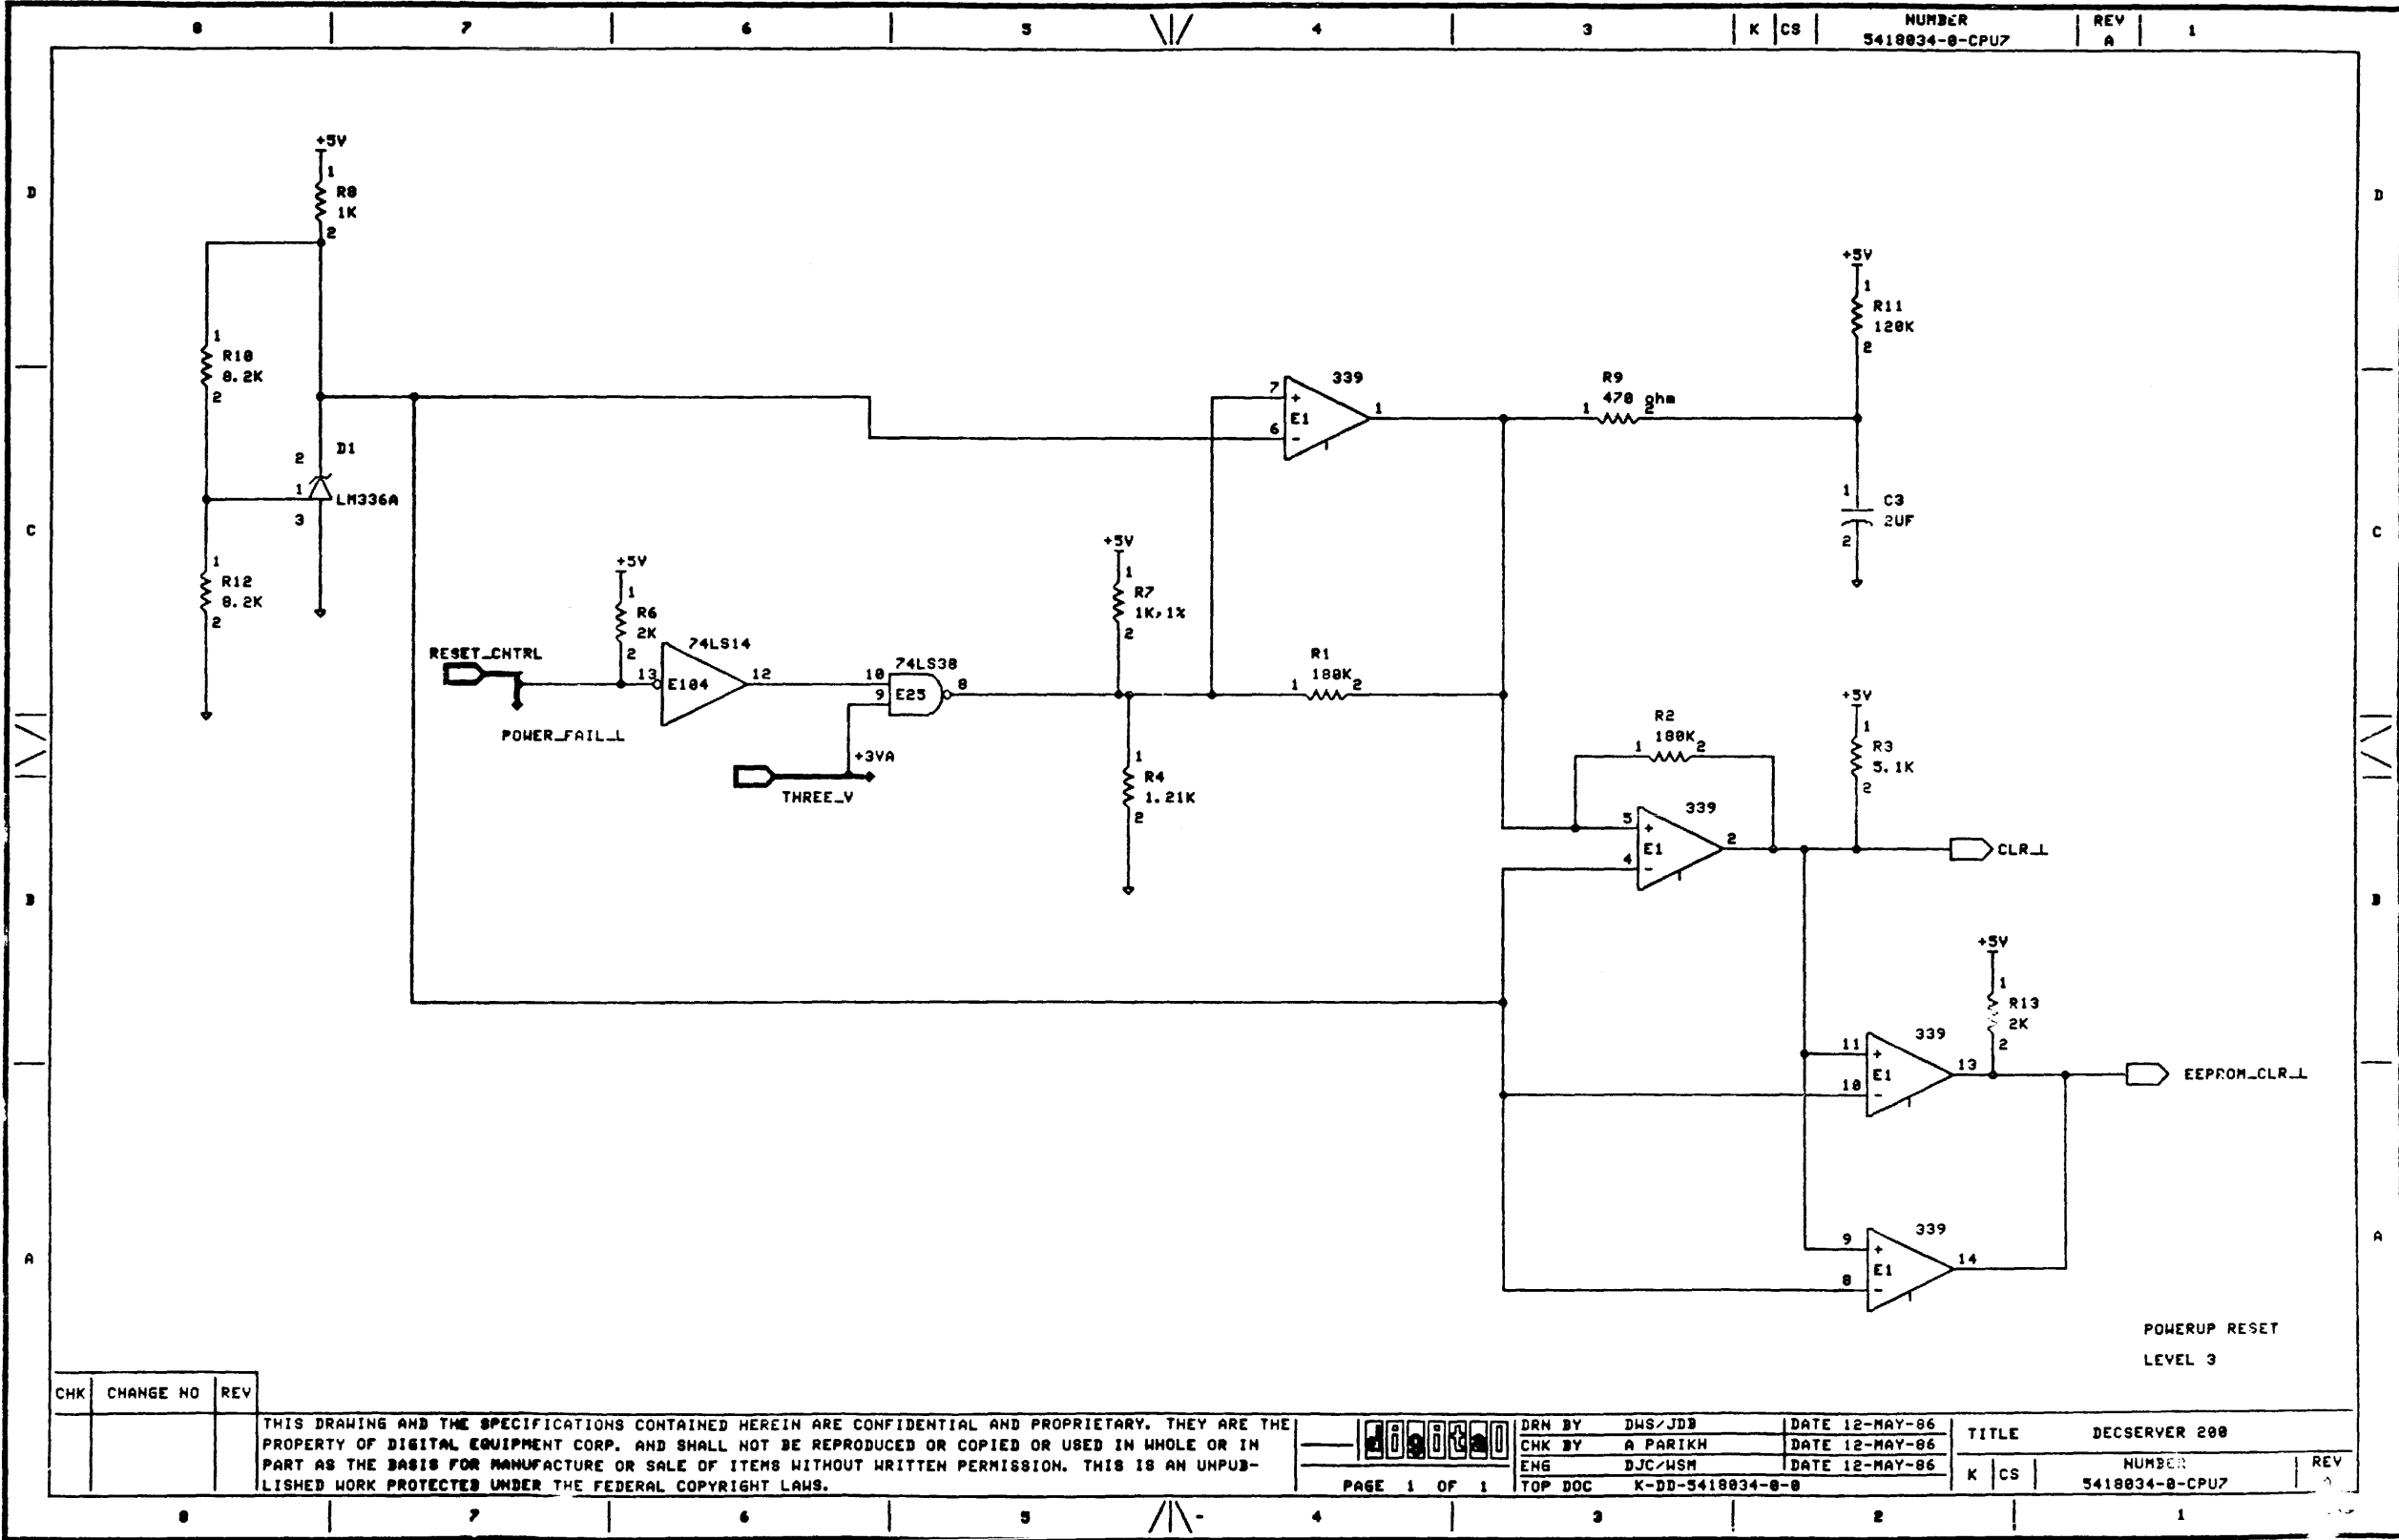 8 7 6 5 4 3 K CS NUMBER 5418034-0-CPU7 REV A 1
D
D
+5V
1
R8
1K
2
1
R10
8.2K
2
2
D1
1
LM336A
3
C
C
1
R12
8.2K
2
RESET_CNTRL
POWER_FAIL_L
+5V
1
R6
2K
2
74LS14
13
E104
12
74LS38
10
9
E25
8
+3VA
THREE_V
+5V
1
R7
1K,1%
2
1
R4
1.21K
2
7
+
E1
6
-
339
1
R1
180K
1
2
R9
470 ohm
1
2
+5V
1
R11
120K
2
1
C3
2UF
2
R2
180K
1
2
+5V
1
R3
5.1K
2
339
5
+
E1
4
-
2
CLR_L
B
B
+5V
1
R13
2K
2
339
11
+
E1
10
-
13
EEPROM_CLR_L
339
9
+
E1
8
-
14
A
A
POWERUP RESET
LEVEL 3
CHK CHANGE NO REV
THIS DRAWING AND THE SPECIFICATIONS CONTAINED HEREIN ARE CONFIDENTIAL AND PROPRIETARY. THEY ARE THE
PROPERTY OF DIGITAL EQUIPMENT CORP. AND SHALL NOT BE REPRODUCED OR COPIED OR USED IN WHOLE OR IN
PART AS THE BASIS FOR MANUFACTURE OR SALE OF ITEMS WITHOUT WRITTEN PERMISSION. THIS IS AN UNPUB-
LISHED WORK PROTECTED UNDER THE FEDERAL COPYRIGHT LAWS.
digital
PAGE 1 OF 1
DRN BY DWS/JDB DATE 12-MAY-86
CHK BY A PARIKH DATE 12-MAY-86
ENG DJC/WSM DATE 12-MAY-86
TOP DOC K-DD-5418034-0-0
TITLE DECSERVER 200
K CS NUMBER 5418034-0-CPU7 REV
8 7 6 5 4 3 2 1